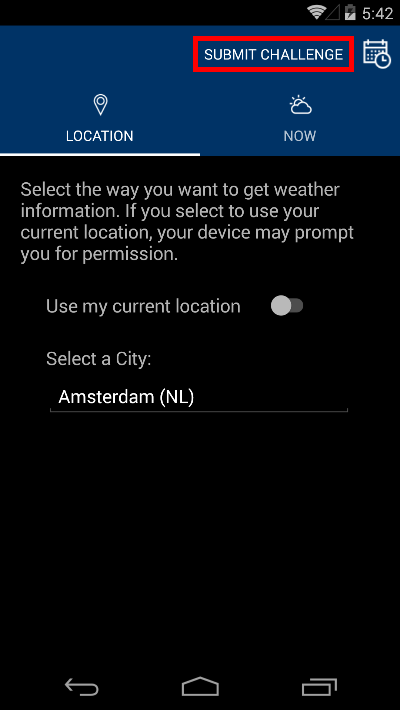 5:42
SUBMIT CHALLENGE
LOCATION
NOW
Select the way you want to get weather
information. If you select to use your
current location, your device may prompt
you for permission.
Use my current location
Select a City:
Amsterdam (NL)